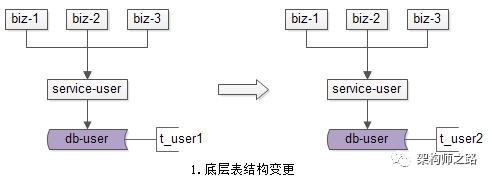 biz-1 biz-2 biz-3 biz-1 biz-2 biz-3
service-user service-user
db-user t_user1 db-user t_user2
架构师之路
1.底层表结构变更